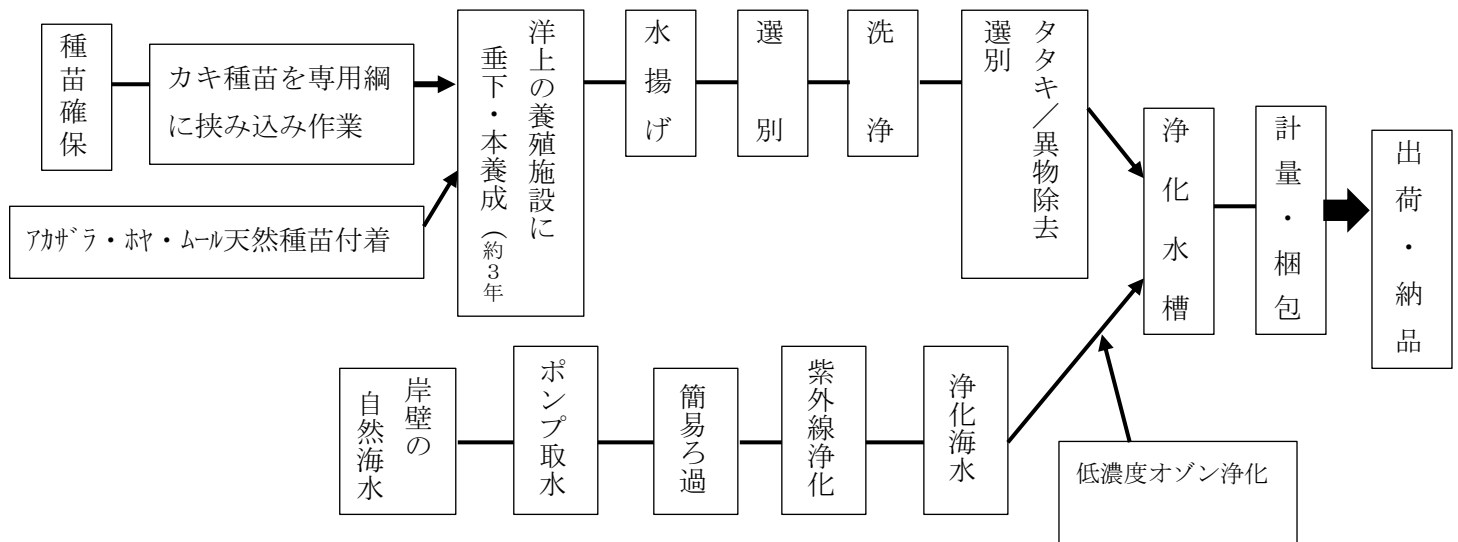 種苗確保
カキ種苗を専用綱
に挟み込み作業
アカザラ・ホヤ・ムール天然種苗付着
洋上の養殖施設に
垂下・本養成（約３年
水揚げ
選別
洗浄
タタキ／異物除去
選別
浄化水槽
計量・梱包
出荷・納品
岸壁の
自然海水
ポンプ取水
簡易ろ過
紫外線浄化
浄化海水
低濃度オゾン浄化